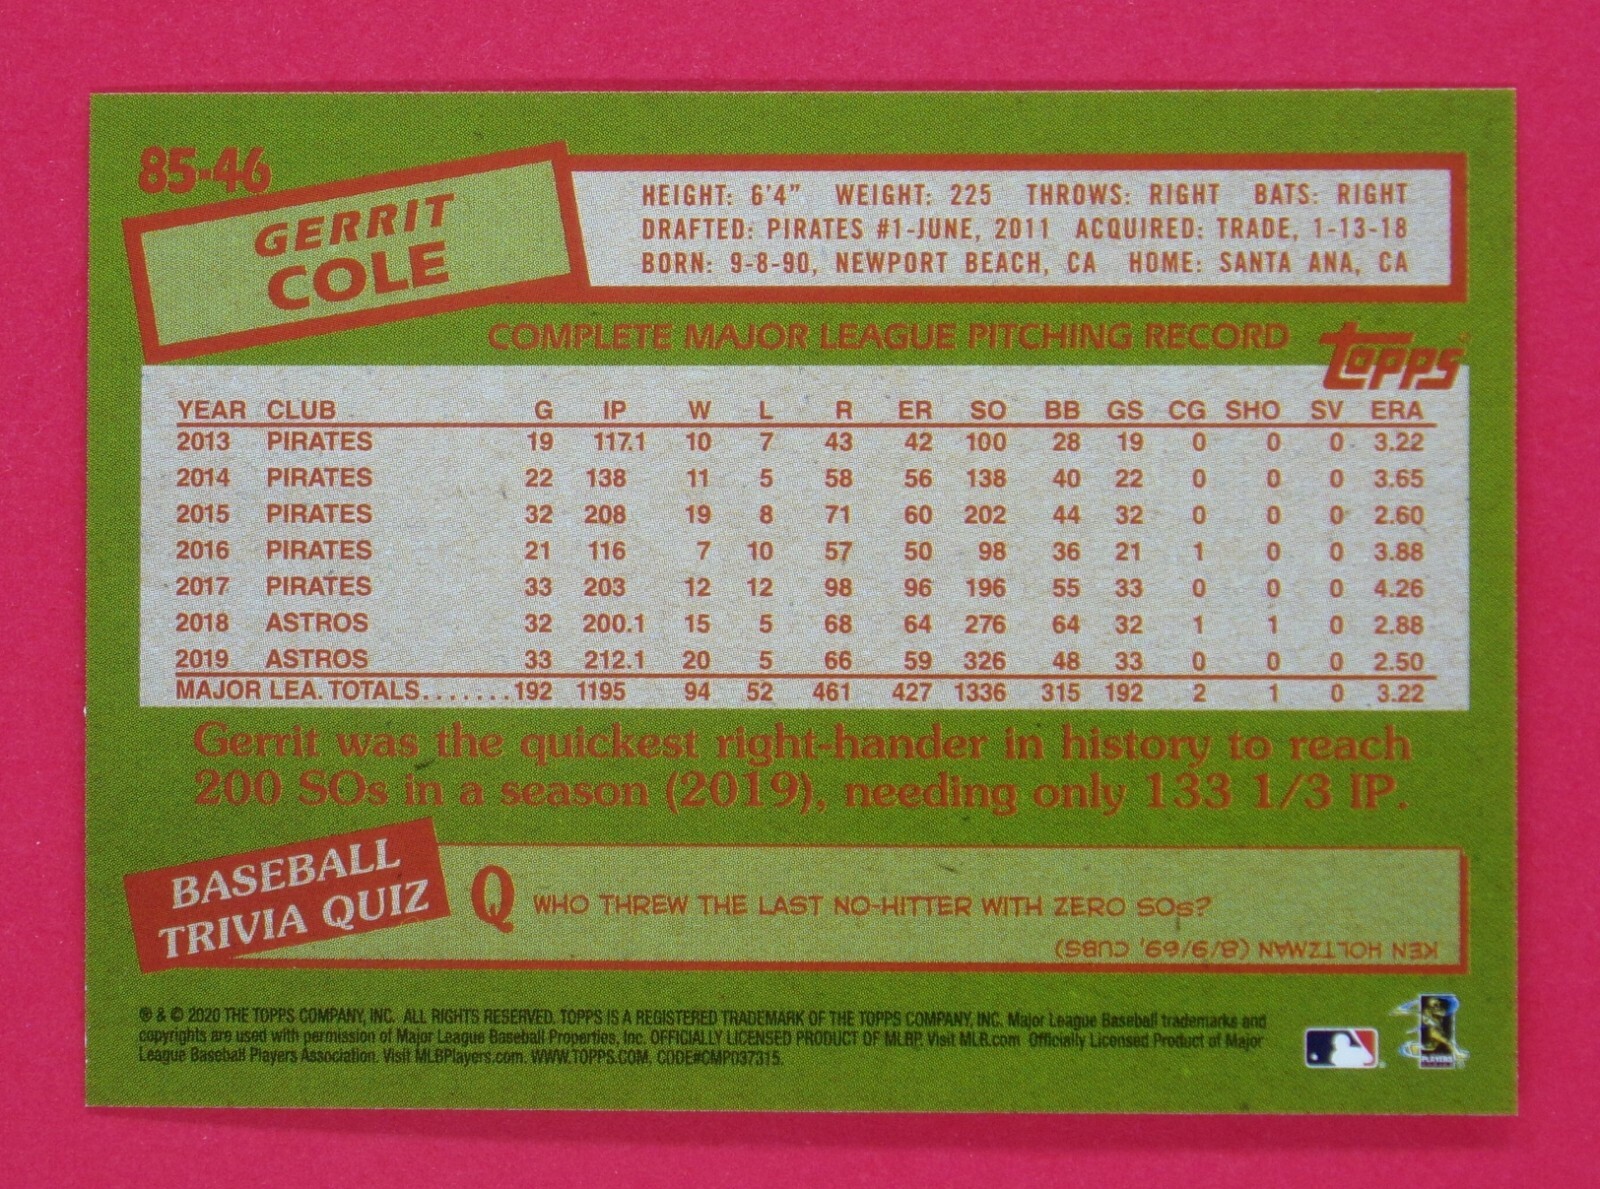 85-46
GERRIT
COLE
HEIGHT: 6'4" WEIGHT: 225 THROWS: RIGHT BATS: RIGHT
DRAFTED: PIRATES #1-JUNE, 2011 ACQUIRED: TRADE, 1-13-18
BORN: 9-8-90, NEWPORT BEACH, CA HOME: SANTA ANA, CA
COMPLETE MAJOR LEAGUE PITCHING RECORD
topps
YEAR CLUB G IP W L R ER SO BB GS CG SHO SV ERA
2013 PIRATES 19 117.1 10 7 43 42 100 28 19 0 0 0 3.22
2014 PIRATES 22 138 11 5 58 56 138 40 22 0 0 0 3.65
2015 PIRATES 32 208 19 8 71 60 202 44 32 0 0 0 2.60
2016 PIRATES 21 116 7 10 57 50 98 36 21 1 0 0 3.88
2017 PIRATES 33 203 12 12 98 96 196 55 33 0 0 0 4.26
2018 ASTROS 32 200.1 15 5 68 64 276 64 32 1 1 0 2.88
2019 ASTROS 33 212.1 20 5 66 59 326 48 33 0 0 0 2.50
MAJOR LEA. TOTALS.......192 1195 94 52 461 427 1336 315 192 2 1 0 3.22
Gerrit was the quickest right-hander in history to reach
200 SOs in a season (2019), needing only 133 1/3 IP.
BASEBALL
TRIVIA QUIZ
Q WHO THREW THE LAST NO-HITTER WITH ZERO SOs?
KEN HOLTZMAN (8/9/69, CUBS)
® & © 2020 THE TOPPS COMPANY, INC. ALL RIGHTS RESERVED. TOPPS IS A REGISTERED TRADEMARK OF THE TOPPS COMPANY, INC. Major League Baseball trademarks and
copyrights are used with permission of Major League Baseball Properties, Inc. OFFICIALLY LICENSED PRODUCT OF MLBP. Visit MLB.com Officially Licensed Product of Major
League Baseball Players Association. Visit MLBPlayers.com. WWW.TOPPS.COM. CODE#CMP037315.
PLAYERS